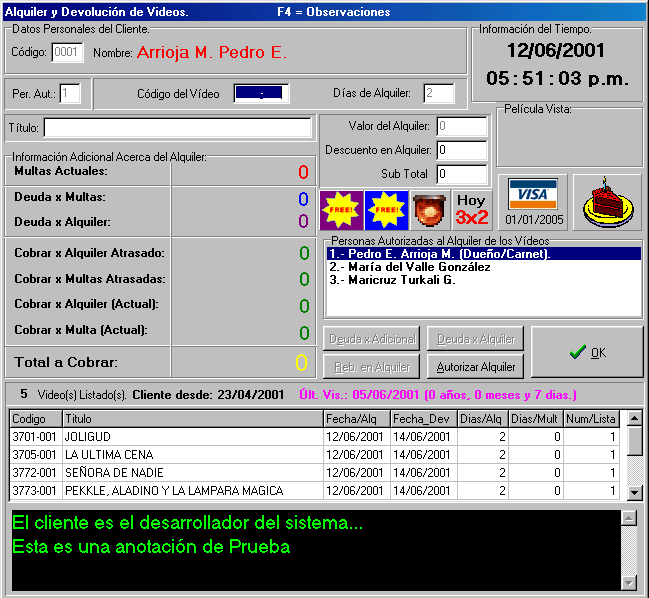 Alquiler y Devolución de Videos. F4 = Observaciones
Datos Personales del Cliente.
Código: 0001 Nombre: Arrioja M. Pedro E.
Información del Tiempo.
12/06/2001
05:51:03 p.m.
Per. Aut.: 1 Código del Vídeo - Días de Alquiler: 2
Título:
Valor del Alquiler: 0
Descuento en Alquiler: 0
Sub Total 0
Película Vista:
Información Adicional Acerca del Alquiler:
Multas Actuales: 0
Deuda x Multas: 0
Deuda x Alquiler: 0
Cobrar x Alquiler Atrasado: 0
Cobrar x Multas Atrasadas: 0
Cobrar x Alquiler (Actual): 0
Cobrar x Multa (Actual): 0
Total a Cobrar: 0
FREE! FREE! Hoy
3x2
VISA
01/01/2005
Personas Autorizadas al Alquiler de los Vídeos
1.- Pedro E. Arrioja M. (Dueño/Carnet).
2.- María del Valle González
3.- Maricruz Turkali G.
Deuda x Adicional Deuda x Alquiler
Reb. en Alquiler Autorizar Alquiler
OK
5 Video(s) Listado(s). Cliente desde: 23/04/2001 Últ. Vis.: 05/06/2001 (0 años, 0 meses y 7 días.)
Codigo Titulo Fecha/Alq Fecha_Dev Dias/Alq Dias/Mult Num/Lista
3701-001 JOLIGUD 12/06/2001 14/06/2001 2 0 1
3705-001 LA ULTIMA CENA 12/06/2001 14/06/2001 2 0 1
3772-001 SEÑORA DE NADIE 12/06/2001 14/06/2001 2 0 1
3773-001 PEKKLE, ALADINO Y LA LAMPARA MAGICA 12/06/2001 14/06/2001 2 0 1
El cliente es el desarrollador del sistema...
Esta es una anotación de Prueba